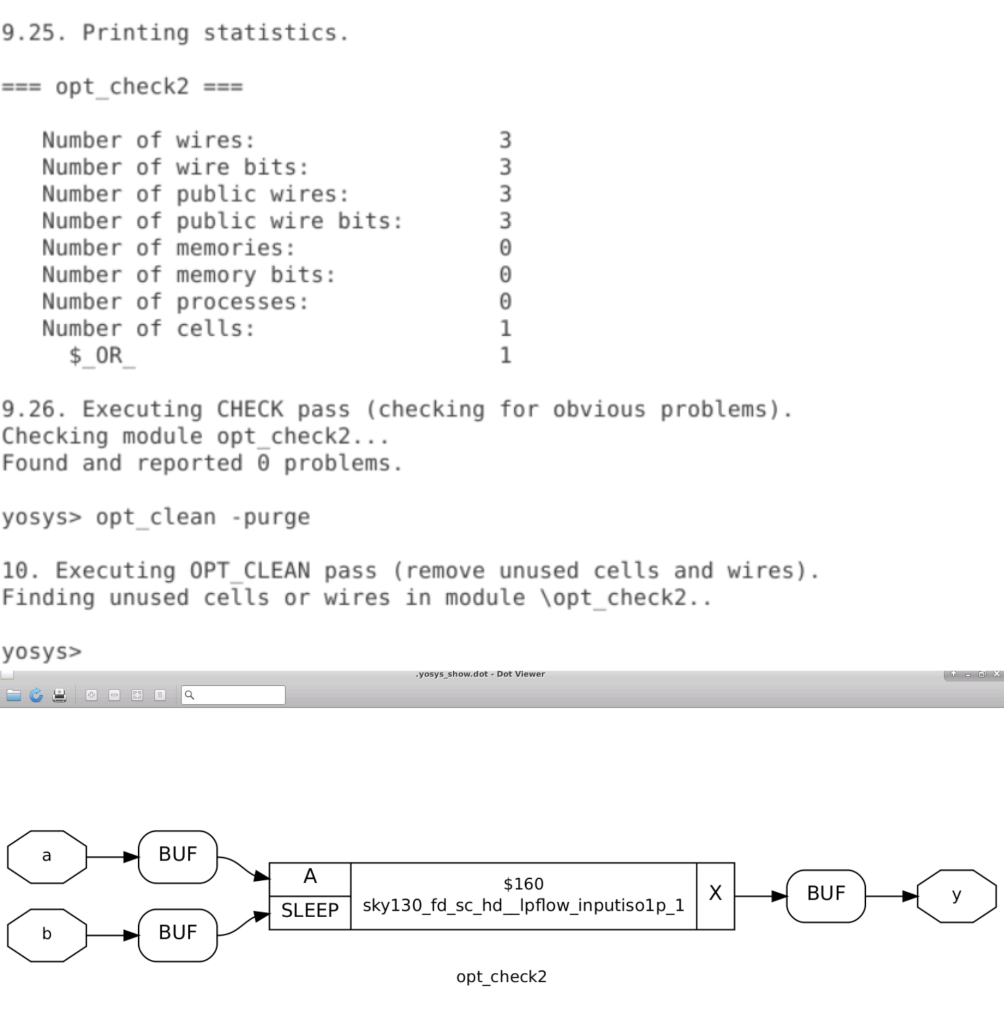 9.25. Printing statistics.
=== opt_check2 ===
Number of wires: 3
Number of wire bits: 3
Number of public wires: 3
Number of public wire bits: 3
Number of memories: 0
Number of memory bits: 0
Number of processes: 0
Number of cells: 1
$_OR_ 1
9.26. Executing CHECK pass (checking for obvious problems).
Checking module opt_check2...
Found and reported 0 problems.
yosys> opt_clean -purge
10. Executing OPT_CLEAN pass (remove unused cells and wires).
Finding unused cells or wires in module \opt_check2..
yosys>
.yosys_show.dot - Dot Viewer
a
BUF
A
$160
sky130_fd_sc_hd__lpflow_inputiso1p_1
X
BUF
y
b
BUF
SLEEP
opt_check2